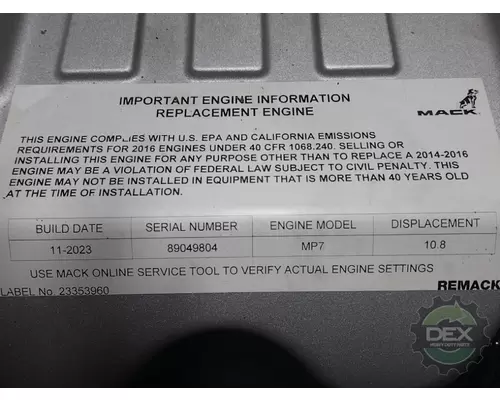 IMPORTANT ENGINE INFORMATION
REPLACEMENT ENGINE
MACK
THIS ENGINE COMPLIES WITH U.S. EPA AND CALIFORNIA EMISSIONS
REQUIREMENTS FOR 2016 ENGINES UNDER 40 CFR 1068.240. SELLING OR
INSTALLING THIS ENGINE FOR ANY PURPOSE OTHER THAN TO REPLACE A 2014-2016
ENGINE MAY BE A VIOLATION OF FEDERAL LAW SUBJECT TO CIVIL PENALTY. THIS
ENGINE MAY NOT BE INSTALLED IN EQUIPMENT THAT IS MORE THAN 40 YEARS OLD
AT THE TIME OF INSTALLATION.
BUILD DATE SERIAL NUMBER ENGINE MODEL DISPLACEMENT
11-2023 89049804 MP7 10.8
USE MACK ONLINE SERVICE TOOL TO VERIFY ACTUAL ENGINE SETTINGS
LABEL No. 23353960 REMACK
DEX
HEAVY DUTY PARTS